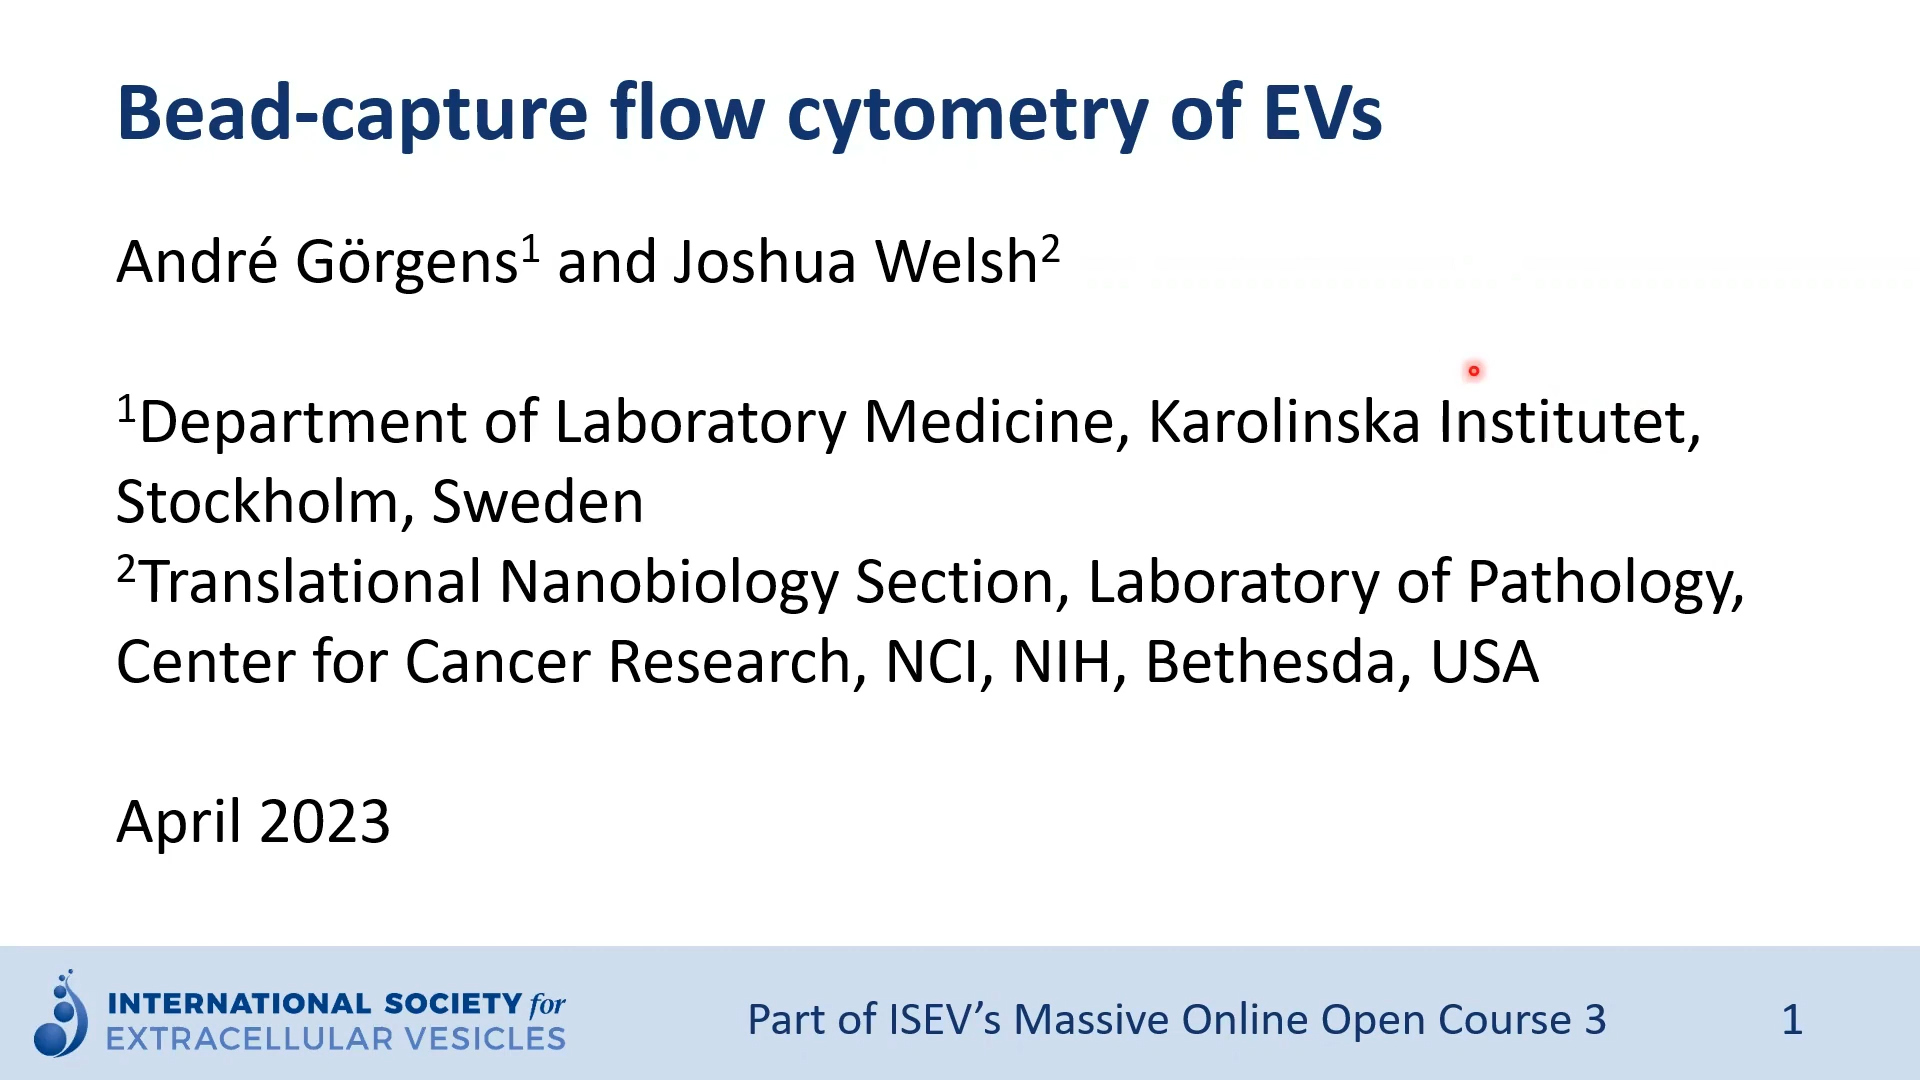 Bead-capture flow cytometry of EVs
André Görgens¹ and Joshua Welsh²
¹Department of Laboratory Medicine, Karolinska Institutet,
Stockholm, Sweden
²Translational Nanobiology Section, Laboratory of Pathology,
Center for Cancer Research, NCI, NIH, Bethesda, USA
April 2023
INTERNATIONAL SOCIETY for
EXTRACELLULAR VESICLES
Part of ISEV’s Massive Online Open Course 3
1